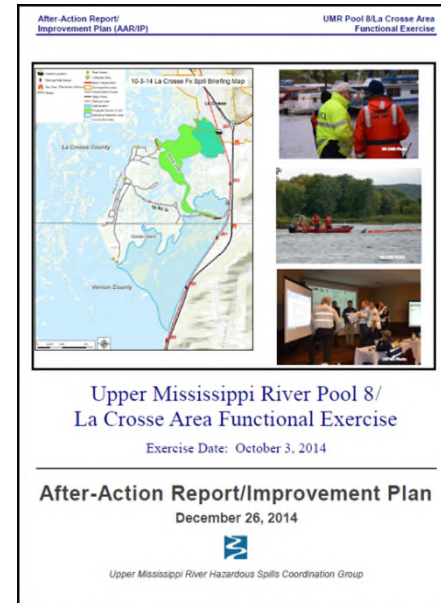 After-Action Report/
Improvement Plan (AAR/IP)
UMR Pool 8/La Crosse Area
Functional Exercise
10-3-14 La Crosse Fx Spill Briefing Map
La Crosse
La Crosse County
Vernon County
Upper Mississippi River Pool 8/
La Crosse Area Functional Exercise
Exercise Date: October 3, 2014
After-Action Report/Improvement Plan
December 26, 2014
Upper Mississippi River Hazardous Spills Coordination Group